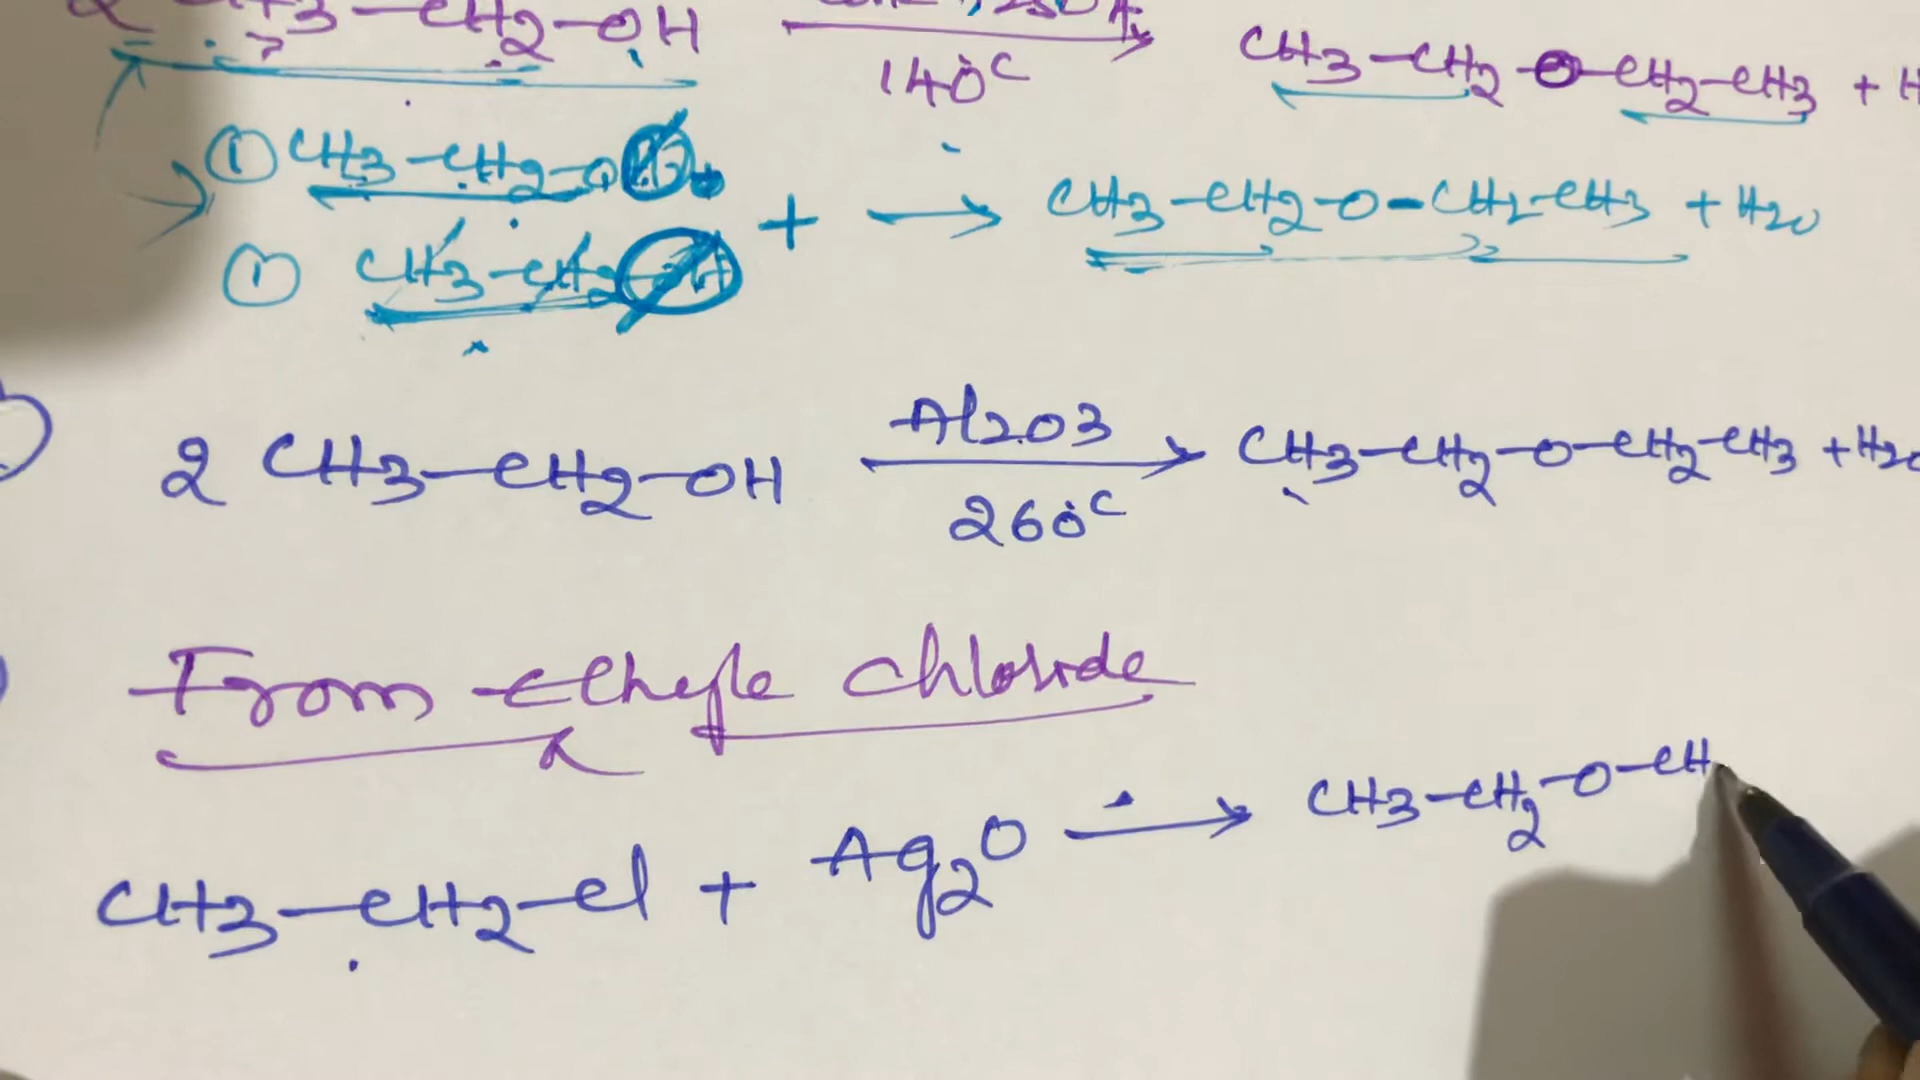 2 CH3-CH2-OH 140°C CH3-CH2-O-CH2-CH3 + H
① CH3-CH2-O
+ → CH3-CH2-O-CH2-CH3 + H2O
① CH3-CH2
2 CH3-CH2-OH Al2O3 260°C → CH3-CH2-O-CH2-CH3 + H2O
From Ethyle chloride
CH3-CH2-Cl + Ag2O → CH3-CH2-O-CH